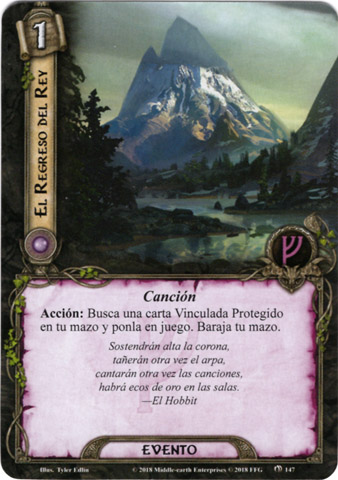 1
EL REGRESO DEL REY
Canción
Acción: Busca una carta Vinculada Protegido
en tu mazo y ponla en juego. Baraja tu mazo.
Sostendrán alta la corona,
tañerán otra vez el arpa,
cantarán otra vez las canciones,
habrá ecos de oro en las salas.
—El Hobbit
EVENTO
Illus. Tyler Edlin © 2018 Middle-earth Enterprises © 2018 FFG 147